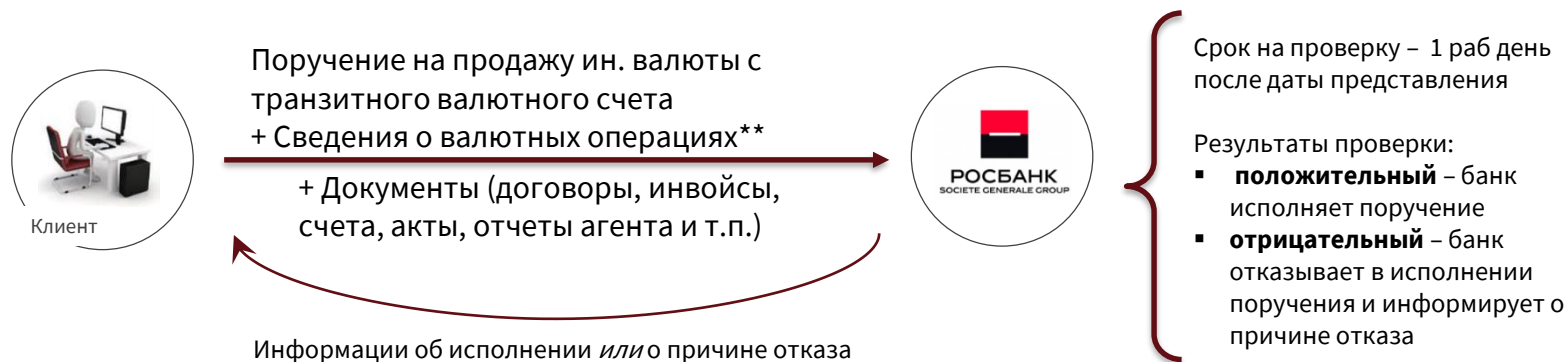 Клиент
Поручение на продажу ин. валюты с
транзитного валютного счета
+ Сведения о валютных операциях**
+ Документы (договоры, инвойсы,
счета, акты, отчеты агента и т.п.)
Информации об исполнении или о причине отказа
РОСБАНК
SOCIETE GENERALE GROUP
Срок на проверку – 1 раб день
после даты представления
Результаты проверки:
▪ положительный – банк
исполняет поручение
▪ отрицательный – банк
отказывает в исполнении
поручения и информирует о
причине отказа